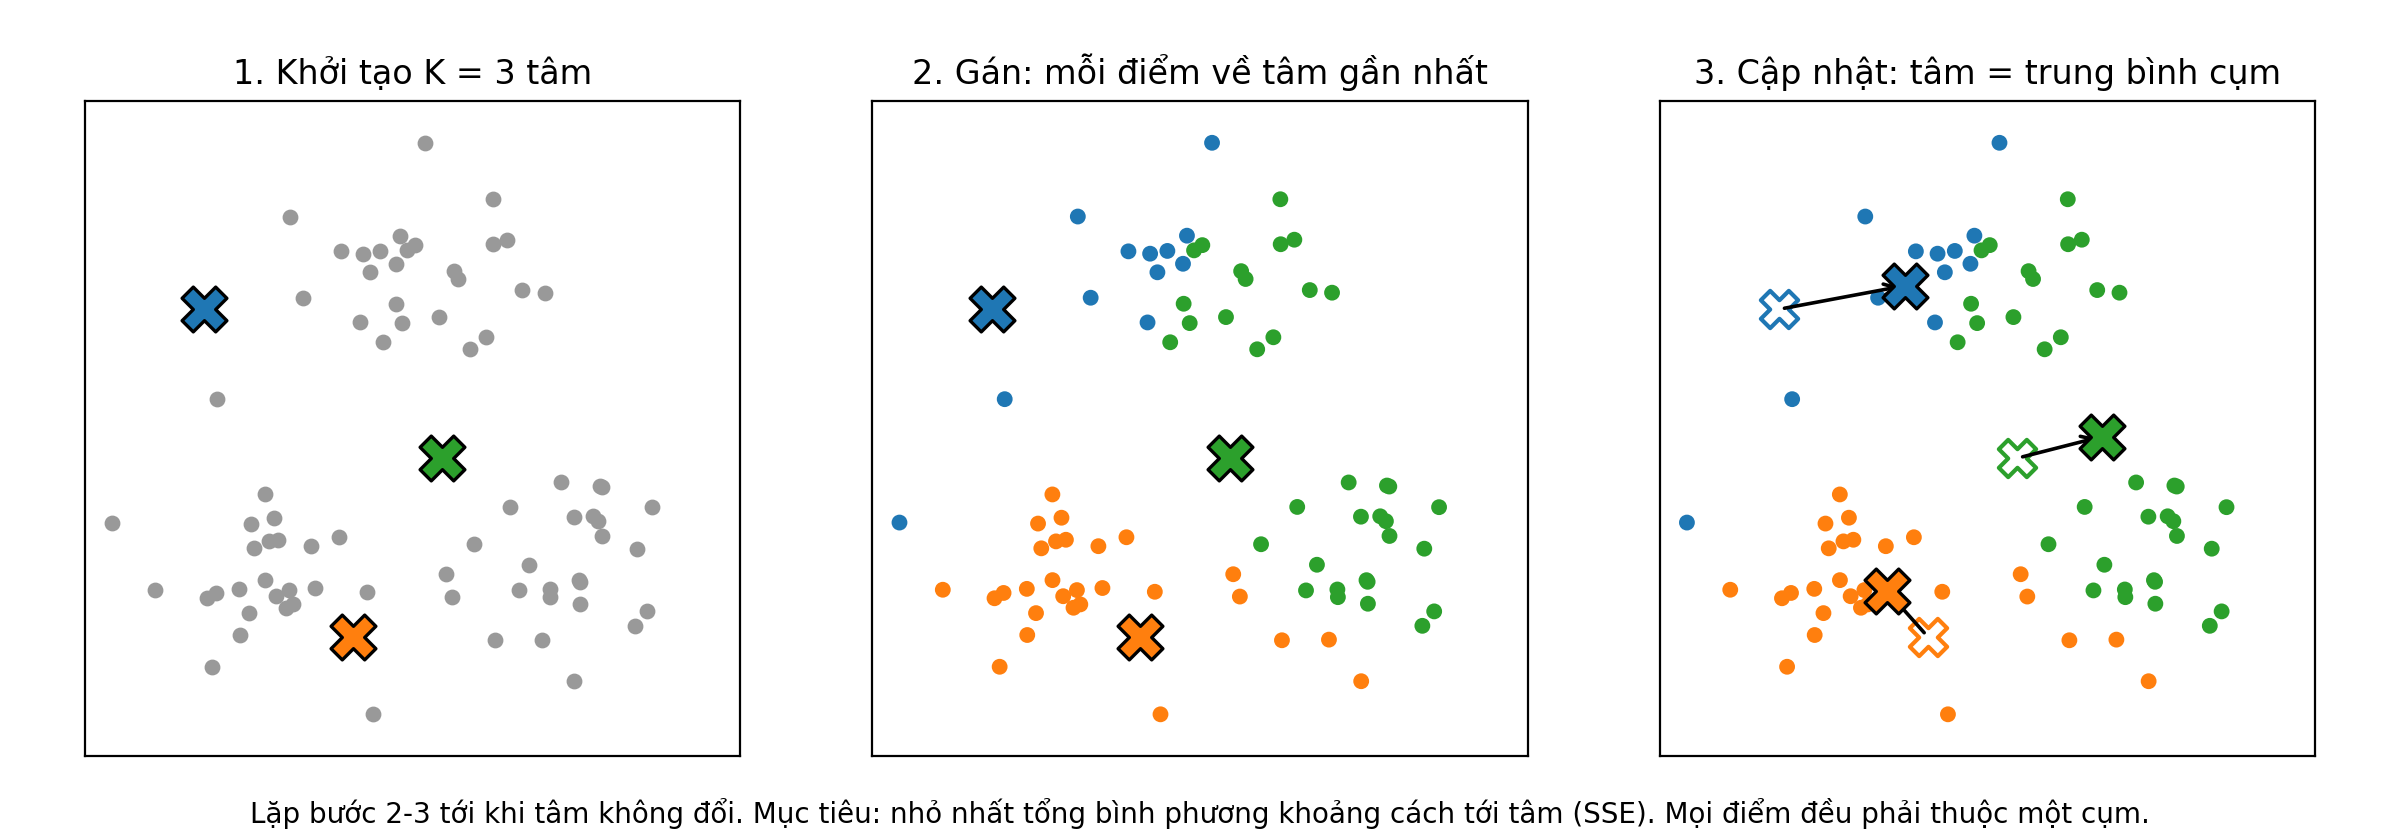 1. Khởi tạo K = 3 tâm
2. Gán: mỗi điểm về tâm gần nhất
3. Cập nhật: tâm = trung bình cụm
Lặp bước 2-3 tới khi tâm không đổi. Mục tiêu: nhỏ nhất tổng bình phương khoảng cách tới tâm (SSE). Mọi điểm đều phải thuộc một cụm.